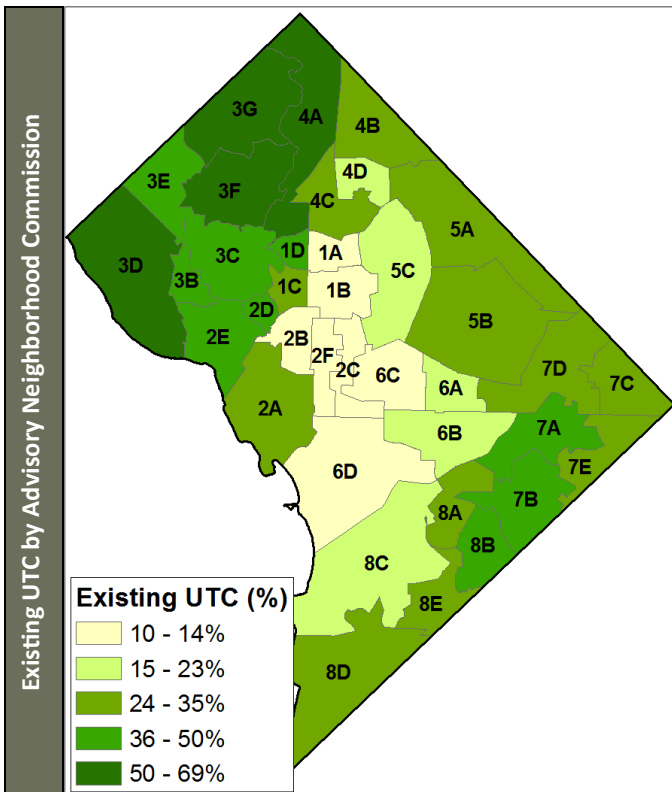 Existing UTC by Advisory Neighborhood Commission
3G
4A
4B
3E
3F
4D
4C
5A
3D
3B
3C
1D
1A
5C
1C
1B
2D
2E
5B
2B
2F
2C
6C
6A
7D
7C
2A
6B
7A
7E
6D
7B
8A
8B
8C
8E
8D
Existing UTC (%)
10 - 14%
15 - 23%
24 - 35%
36 - 50%
50 - 69%